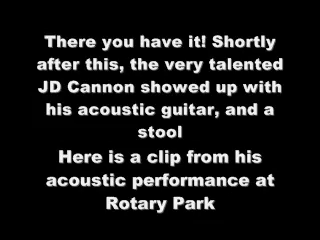 There you have it! Shortly
after this, the very talented
JD Cannon showed up with
his acoustic guitar, and a
stool
Here is a clip from his
acoustic performance at
Rotary Park